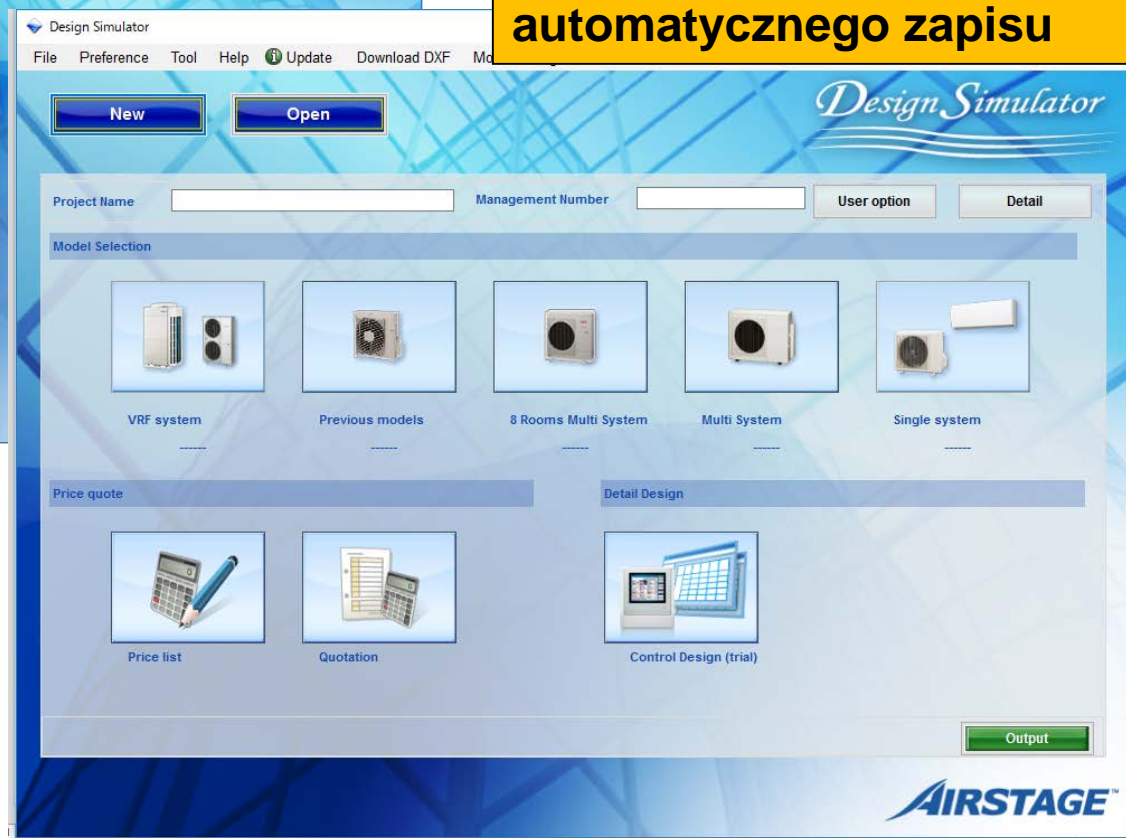 automatycznego zapisu
Design Simulator
File Preference Tool Help Update Download DXF
New Open
Design Simulator
Project Name Management Number User option Detail
Model Selection
VRF system Previous models 8 Rooms Multi System Multi System Single system
------ ------ ------ ------ ------
Price quote Detail Design
Price list Quotation Control Design (trial)
Output
AIRSTAGE™